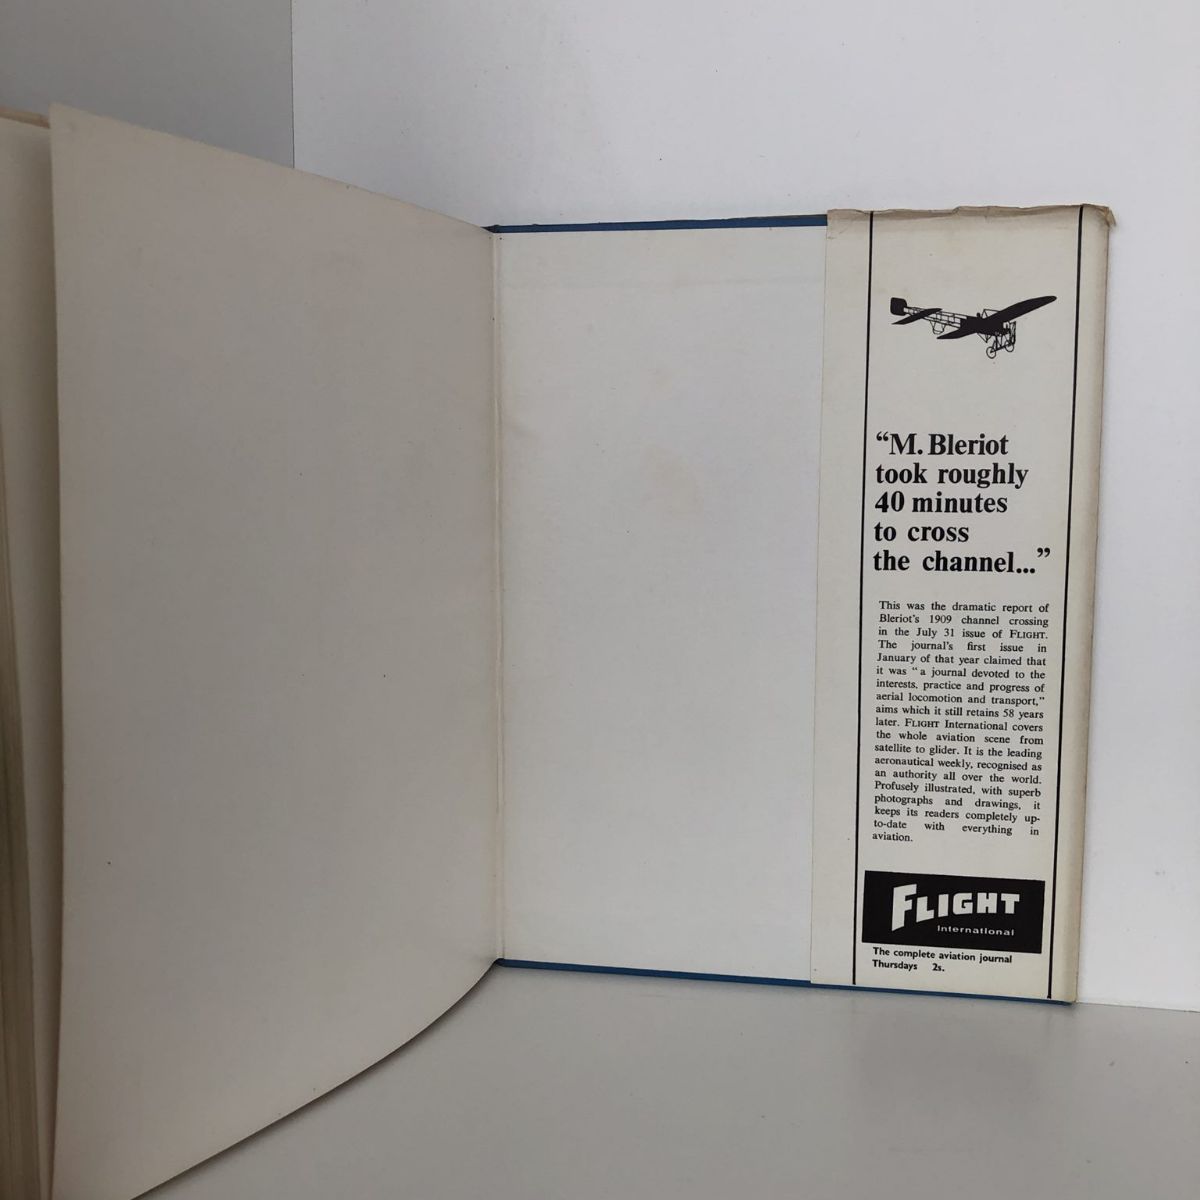 “M. Bleriot
took roughly
40 minutes
to cross
the channel...”
This was the dramatic report of
Bleriot's 1909 channel crossing
in the July 31 issue of FLIGHT.
The journal's first issue in
January of that year claimed that
it was “a journal devoted to the
interests, practice and progress of
aerial locomotion and transport,”
aims which it still retains 58 years
later. FLIGHT International covers
the whole aviation scene from
satellite to glider. It is the leading
aeronautical weekly, recognised as
an authority all over the world.
Profusely illustrated, with superb
photographs and drawings, it
keeps its readers completely up-
to-date with everything in
aviation.
FLIGHT
International
The complete aviation journal
Thursdays 2s.